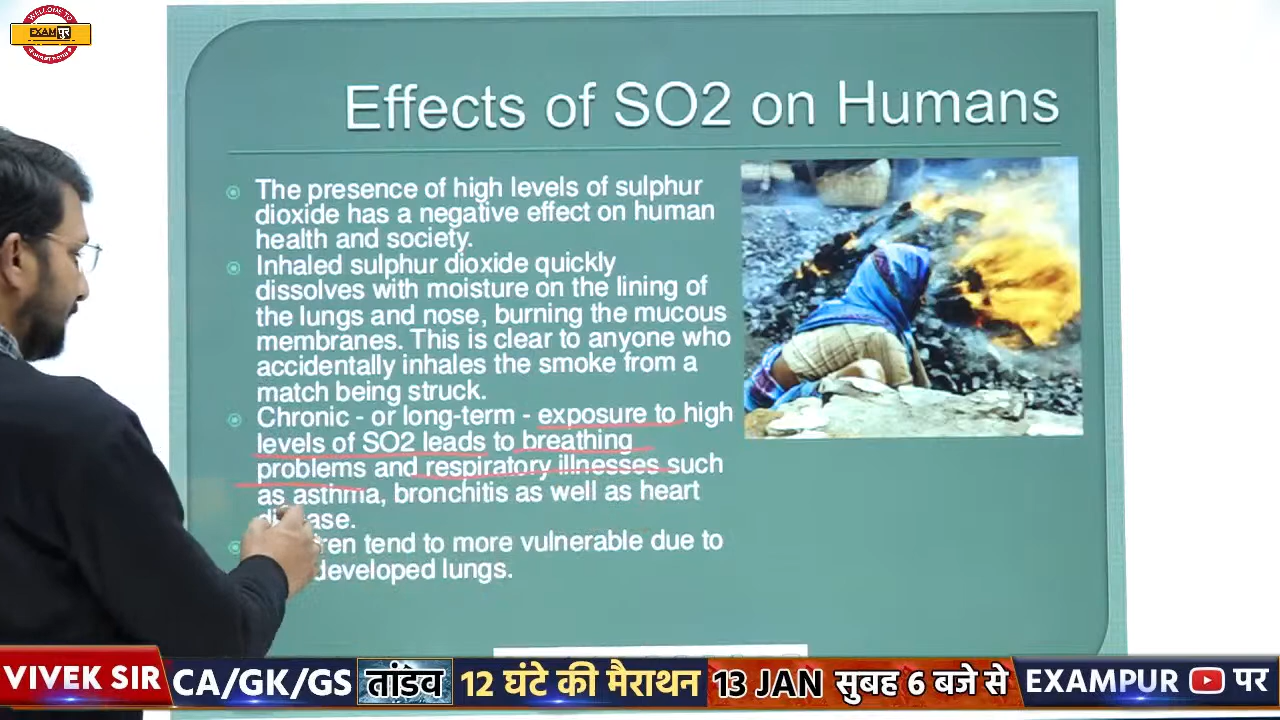 WELCOME TO
EXAMपुर
Effects of SO2 on Humans
The presence of high levels of sulphur
dioxide has a negative effect on human
health and society.
Inhaled sulphur dioxide quickly
dissolves with moisture on the lining of
the lungs and nose, burning the mucous
membranes. This is clear to anyone who
accidentally inhales the smoke from a
match being struck.
Chronic - or long-term - exposure to high
levels of SO2 leads to breathing
problems and respiratory illnesses such
as asthma, bronchitis as well as heart
tend to more vulnerable due to
developed lungs.
VIVEK SIR CA/GK/GS तांडव 12 घंटे की मैराथन 13 JAN सुबह 6 बजे से EXAMPUR पर